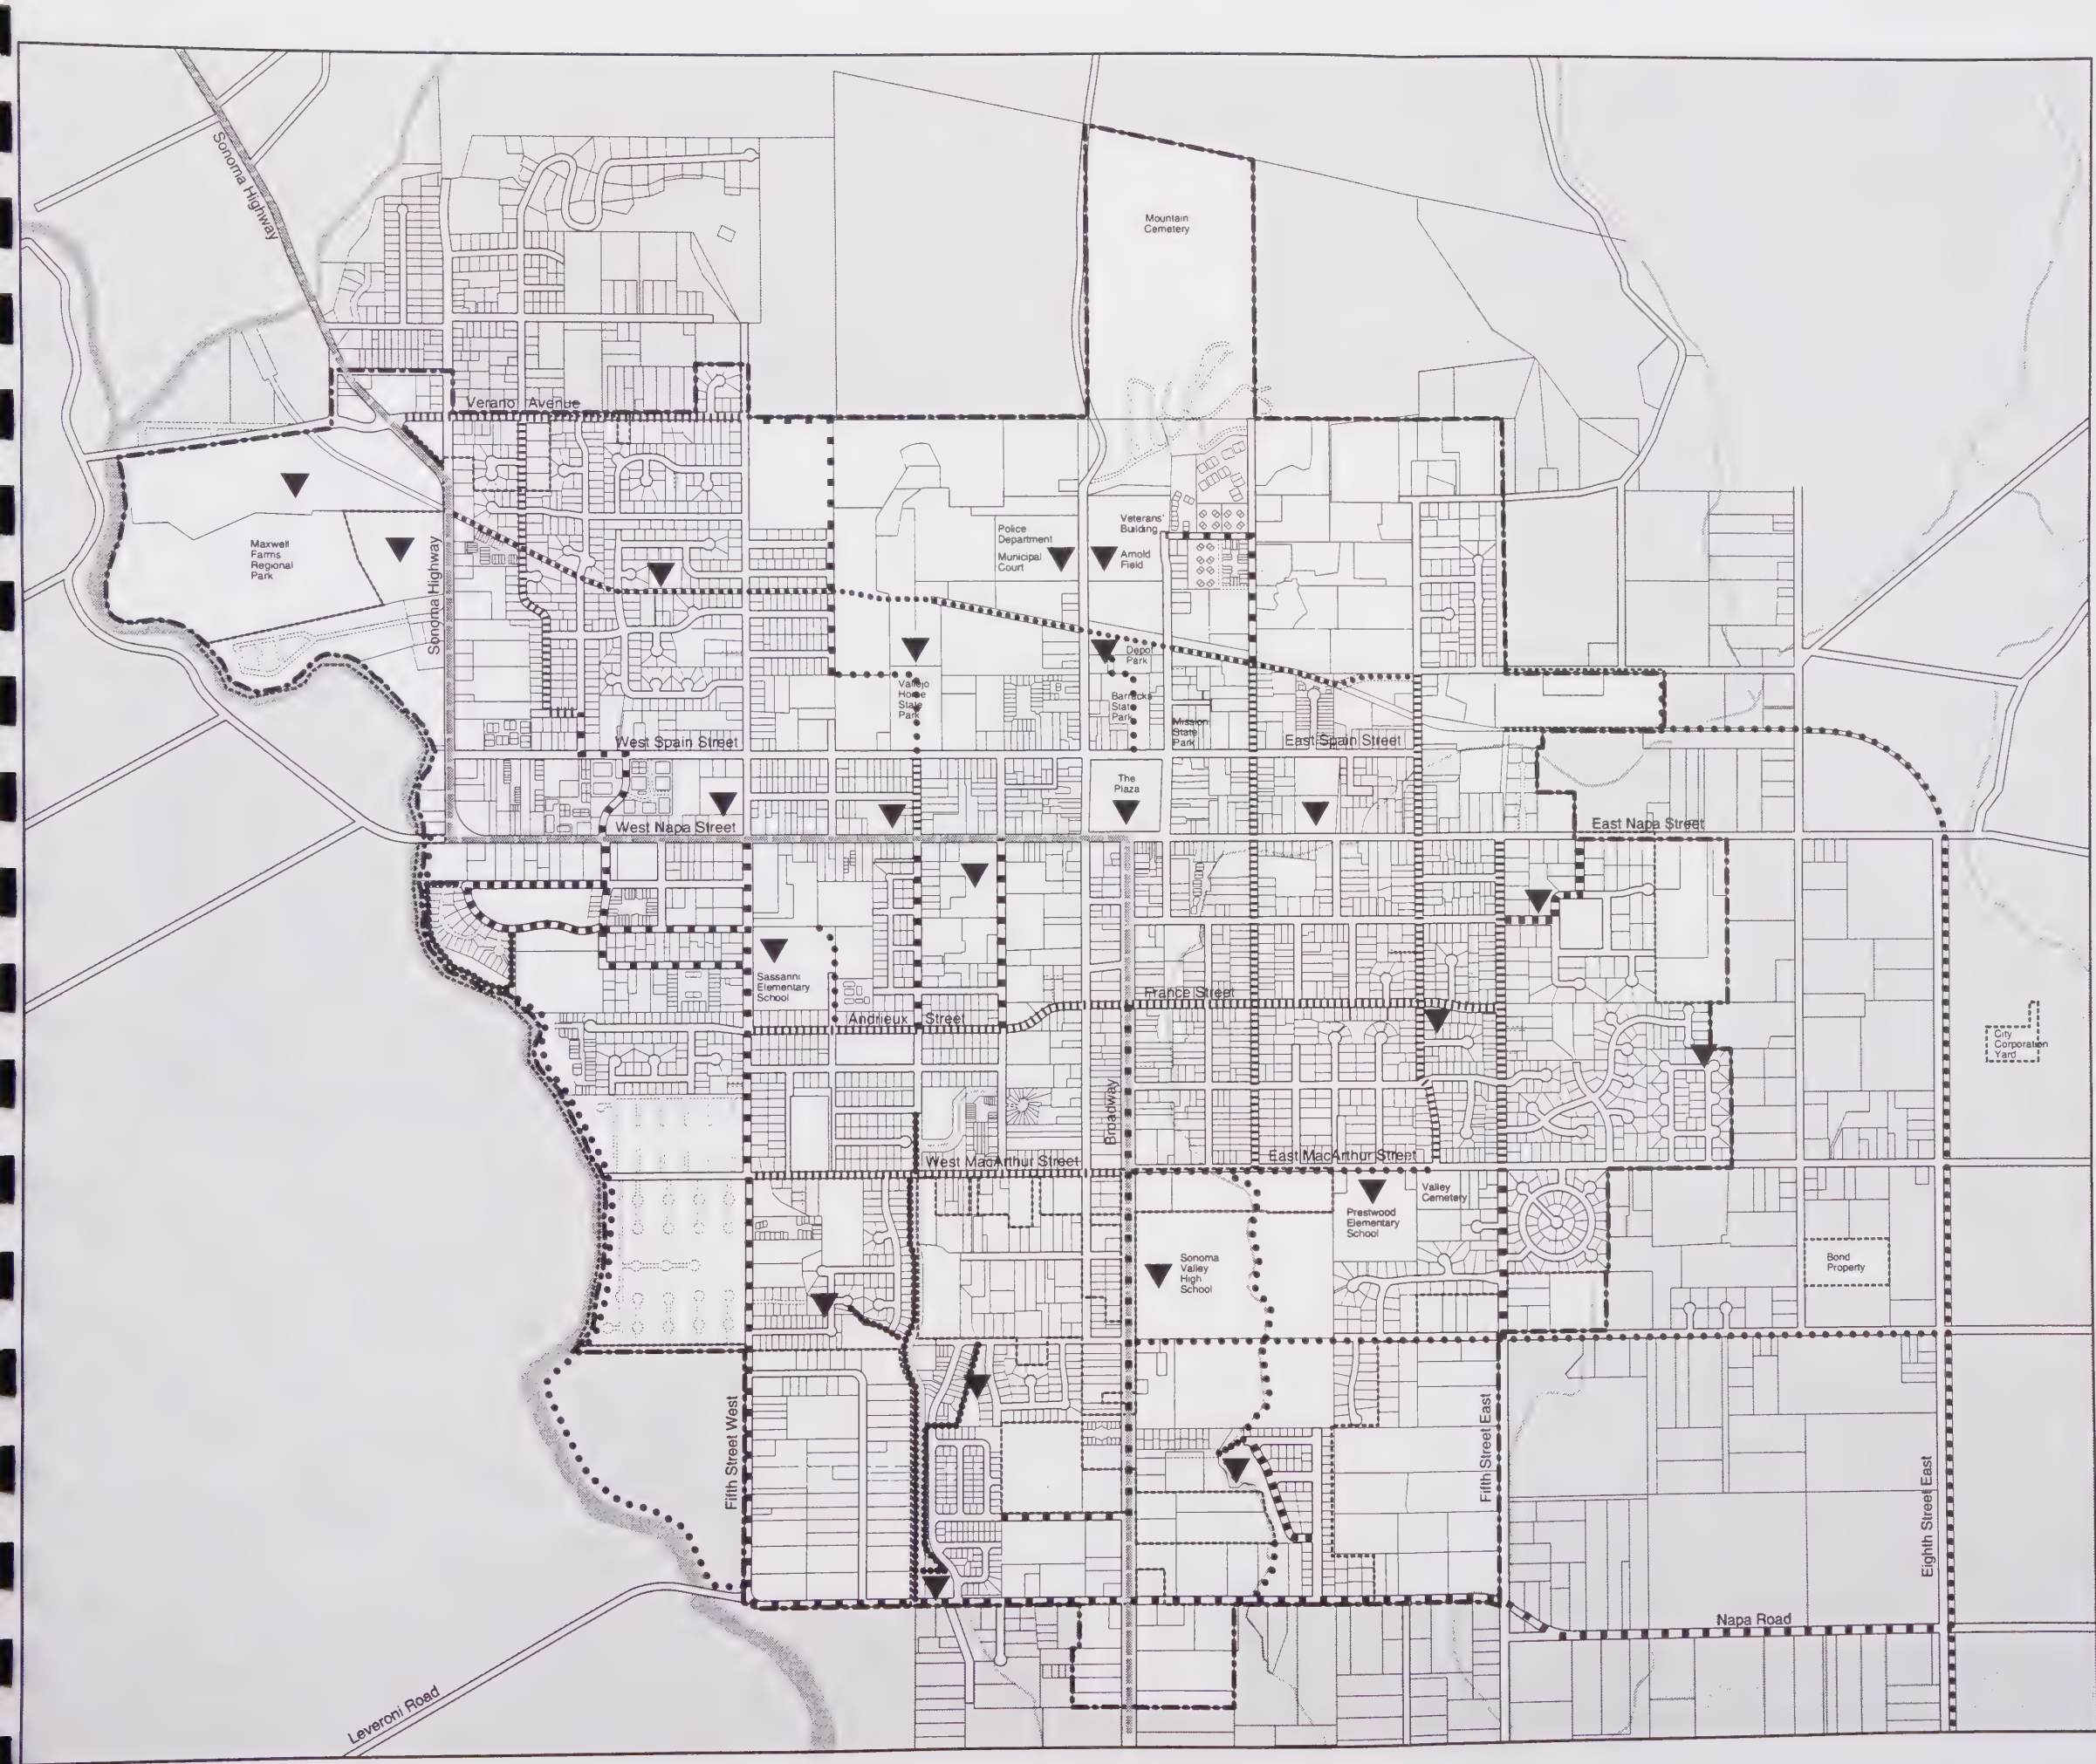 Sonoma Highway
Mountain
Cemetery
Verano Avenue
Maxwell
Farms
Regional
Park
Sonoma Highway
Police
Department
Municipal
Court
Veterans'
Building
Arnold
Field
Depot
Park
Vallejo
Home
State
Park
Barracks
State
Park
Mission
State
Park
West Spain Street
East Spain Street
The
Plaza
West Napa Street
East Napa Street
Sassarini
Elementary
School
Andrieux Street
France Street
City
Corporation
Yard
Broadway
West MacArthur Street
East MacArthur Street
Valley
Cemetery
Prestwood
Elementary
School
Sonoma
Valley
High
School
Bond
Property
Fifth Street West
Fifth Street East
Eighth Street East
Napa Road
Leveroni Road